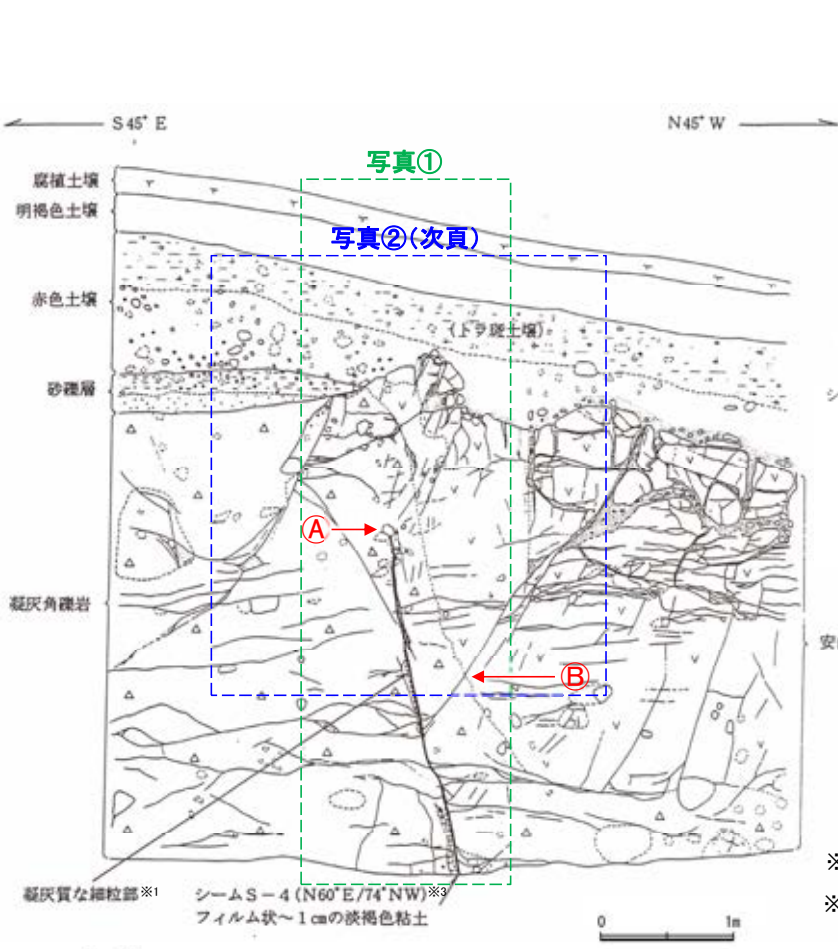 S45°E
N45°W
写真①
腐植土壌
明褐色土壌
写真②(次頁)
赤色土壌
(トラ斑土壌)
シ
砂礫層
Ⓐ
凝灰角礫岩
安
Ⓑ
※
凝灰質な細粒部※1
シームS-4(N60°E/74°NW)※3
※
フィルム状~1cmの淡褐色粘土
0
1m